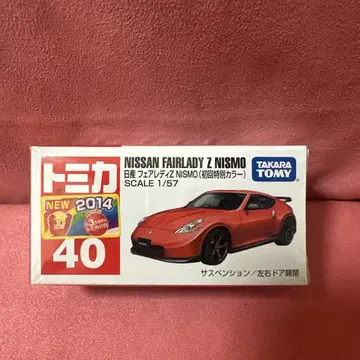 トミカ
NEW 2014
40
NISSAN FAIRLADY Z NISMO
日産 フェアレディZ NISMO(初回特別カラー)
SCALE 1/57
TAKARA
TOMY
サスペンション／左右ドア開閉